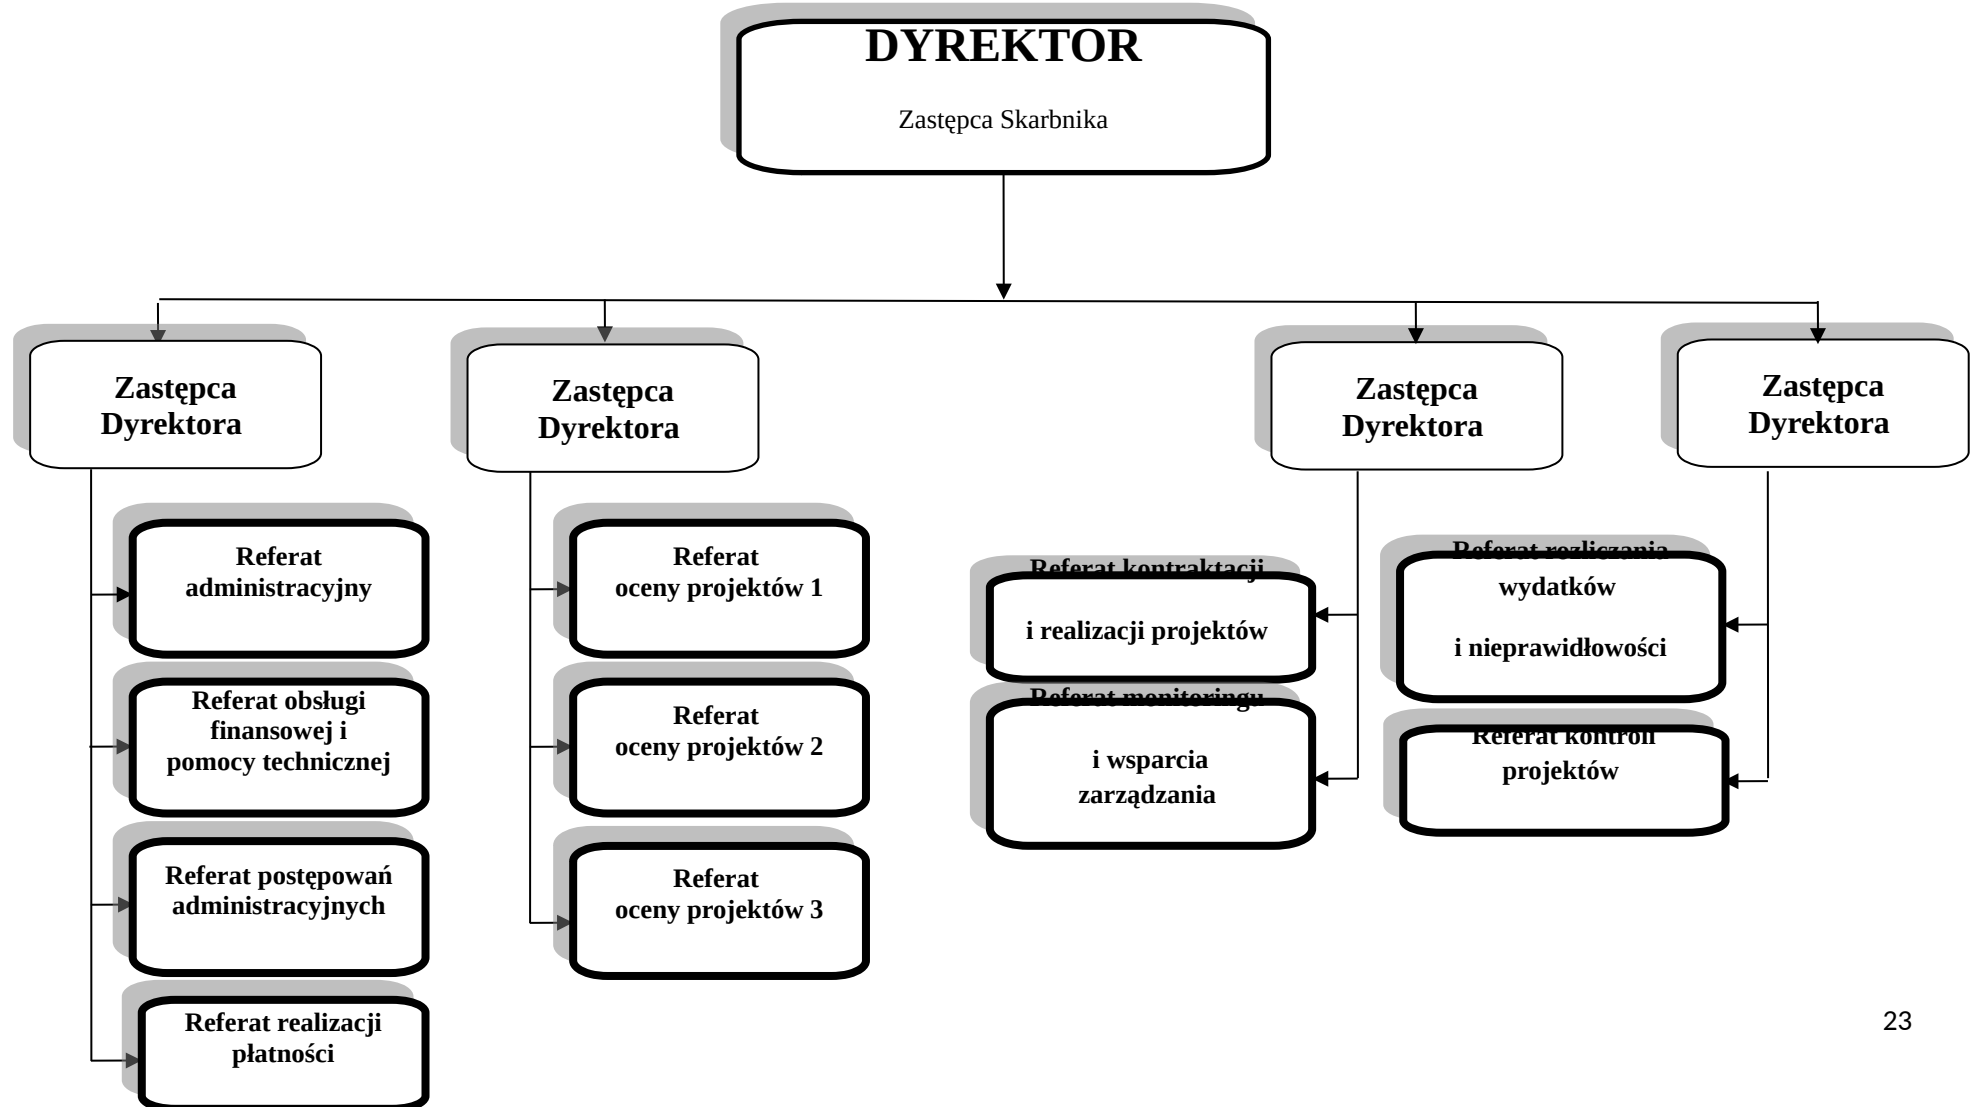 DYREKTOR
Zastępca Skarbnika
Zastępca
Dyrektora
Referat
administracyjny
Referat obsługi
finansowej i
pomocy technicznej
Referat postępowań
administracyjnych
Referat realizacji
płatności
Zastępca
Dyrektora
Referat
oceny projektów 1
Referat
oceny projektów 2
Referat
oceny projektów 3
Zastępca
Dyrektora
Referat kontraktacji
i realizacji projektów
Referat monitoringu
i wsparcia
zarządzania
Zastępca
Dyrektora
Referat rozliczania
wydatków
i nieprawidłowości
Referat kontroli
projektów
23